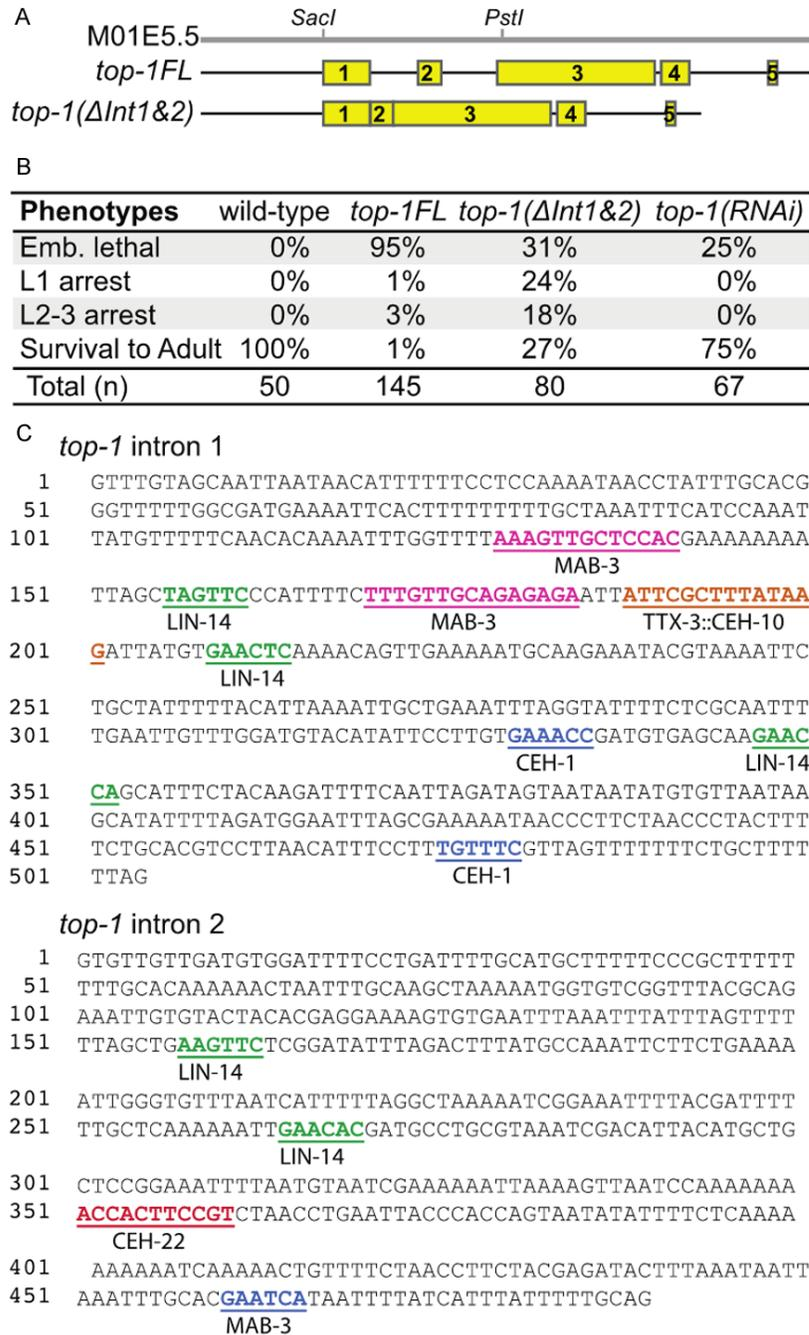 A
SacI PstI
M01E5.5
top-1FL 1 2 3 4 5
top-1(ΔInt1&2) 1 2 3 4 5
B
Phenotypes wild-type top-1FL top-1(ΔInt1&2) top-1(RNAi)
Emb. lethal 0% 95% 31% 25%
L1 arrest 0% 1% 24% 0%
L2-3 arrest 0% 3% 18% 0%
Survival to Adult 100% 1% 27% 75%
Total (n) 50 145 80 67
C
top-1 intron 1
1 GTTTGTAGCAATTAATAACATTTTTTCCTCCAAAATAACCTATTTGCACG
51 GGTTTTTGGCGATGAAAATTCACTTTTTTTTTTGCTAAATTTCATCCAAAT
101 TATGTTTTTCAACACAAAATTTGGTTTTAAAGTTGCTCCACGAAAAAAAAA
MAB-3
151 TTAGCTAGTTCCCATTTTCTTTGTTGCAGAGAGAATTATTCGCTTTATAA
LIN-14 MAB-3 TTX-3::CEH-10
201 GATTATGTGAACTCAAAACAGTTGAAAAATGCAAGAAATACGTAAAATTC
LIN-14
251 TGCTATTTTTACATTAAAATTGCTGAAATTTAGGTATTTTCTCGCAATTT
301 TGAATTGTTTGGATGTACATATTCCTTGTGAAACCGATGTGAGCAAGAAC
CEH-1 LIN-14
351 CAGCATTTCTACAAGATTTTCAATTAGATAGTAATAATATGTGTTAATAA
401 GCATATTTTAGATGGAATTTAGCGAAAAATAACCCTTCTAACCCTACTTT
451 TCTGCACGTCCTTAACATTTCCTTTGTTTCGTTAGTTTTTTCTGCTTTT
CEH-1
501 TTAG
top-1 intron 2
1 GTGTTGTTGATGTGGATTTTCCTGATTTTGCATGCTTTTTCCCGCTTTTT
51 TTTGCACAAAAAACTAATTTGCAAGCTAAAAATGGTGTCGGTTTACGCAG
101 AAATTGTGTACTACACGAGGAAAAGTGTGAATTTAAATTTATTTAGTTTT
151 TTAGCTGAAGTTCTCGGATATTTAGACTTTATGCCAAATTCTTCTGAAAA
LIN-14
201 ATTGGGTGTTTAATCATTTTTAGGCTAAAAATCGGAAATTTTACGATTTT
251 TTGCTCAAAAAATTGAACACGATGCCTGCGTAAATCGACATTACATGCTG
LIN-14
301 CTCCGGAAATTTTAATGTAATCGAAAAAAATTAAAAGTTAATCCAAAAAAA
351 ACCACTTCCGTCTAACCTGAATTACCCACCAGTAATATATTTTCTCAAAA
CEH-22
401 AAAAAATCAAAAACTGTTTTCTAACCTTCTACGAGATACTTTAAATAATT
451 AAATTTGCACGAATCATAATTTTATCATTTATTTTTGCAG
MAB-3